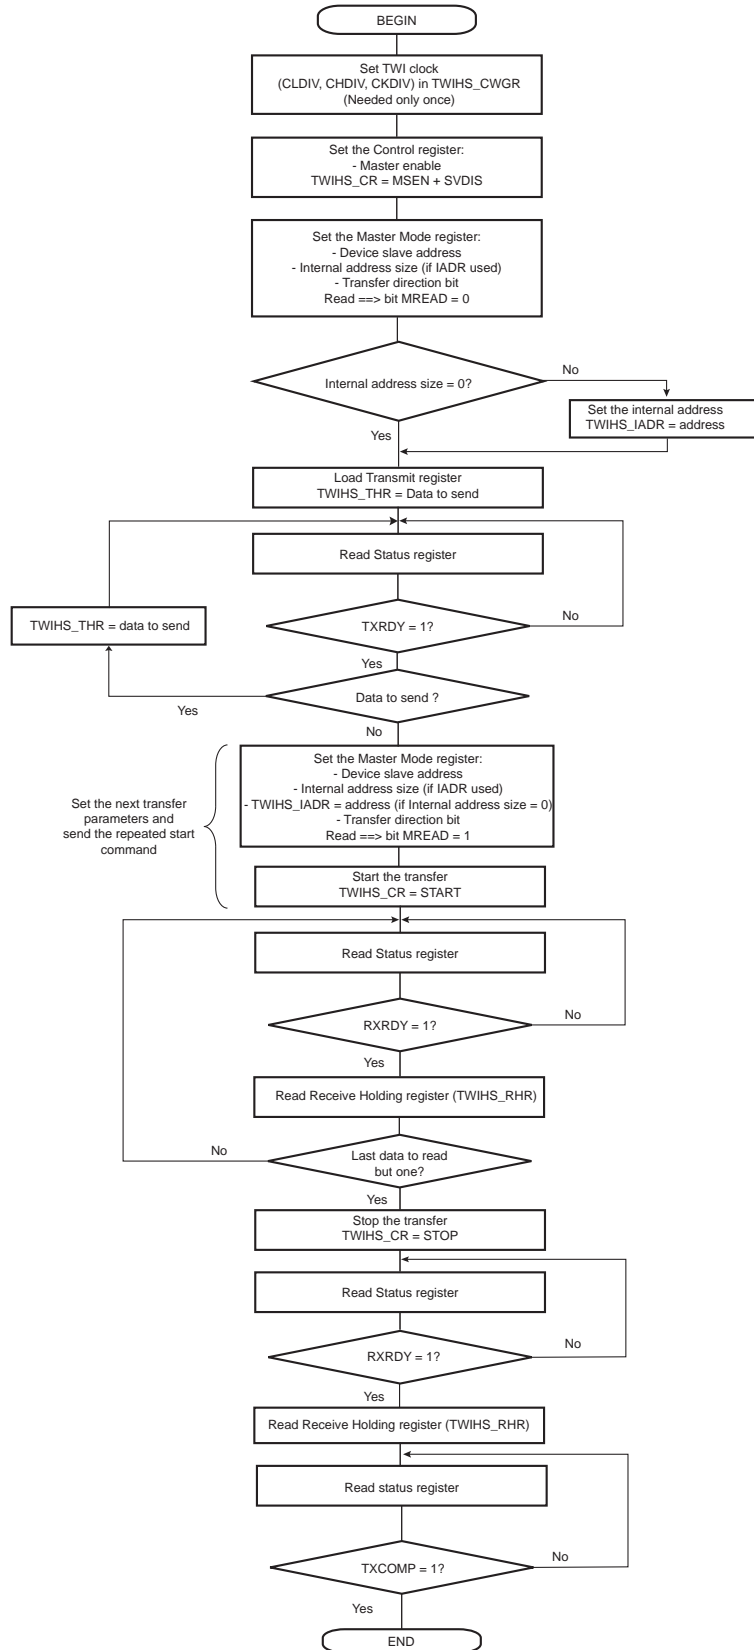 BEGIN
Set TWI clock
(CLDIV, CHDIV, CKDIV) in TWIHS_CWGR
(Needed only once)
Set the Control register:
- Master enable
TWIHS_CR = MSEN + SVDIS
Set the Master Mode register:
- Device slave address
- Internal address size (if IADR used)
- Transfer direction bit
Read ==> bit MREAD = 0
Internal address size = 0?
No
Set the internal address
TWIHS_IADR = address
Yes
Load Transmit register
TWIHS_THR = Data to send
Read Status register
TWIHS_THR = data to send
TXRDY = 1?
No
Yes
Data to send ?
Yes
No
Set the next transfer
parameters and
send the repeated start
command
Set the Master Mode register:
- Device slave address
- Internal address size (if IADR used)
- TWIHS_IADR = address (if Internal address size = 0)
- Transfer direction bit
Read ==> bit MREAD = 1
Start the transfer
TWIHS_CR = START
Read Status register
RXRDY = 1?
No
Yes
Read Receive Holding register (TWIHS_RHR)
No
Last data to read
but one?
Yes
Stop the transfer
TWIHS_CR = STOP
Read Status register
RXRDY = 1?
No
Yes
Read Receive Holding register (TWIHS_RHR)
Read status register
TXCOMP = 1?
No
Yes
END